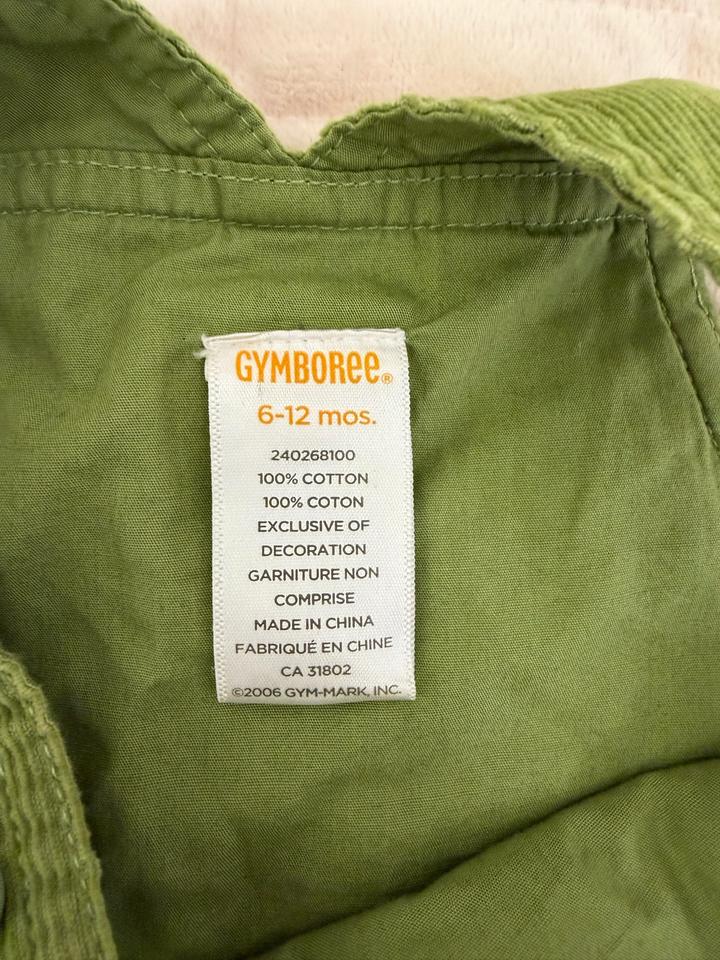 GYMBOREE®
6-12 mos.
240268100
100% COTTON
100% COTON
EXCLUSIVE OF
DECORATION
GARNITURE NON
COMPRISE
MADE IN CHINA
FABRIQUÉ EN CHINE
CA 31802
©2006 GYM-MARK, INC.